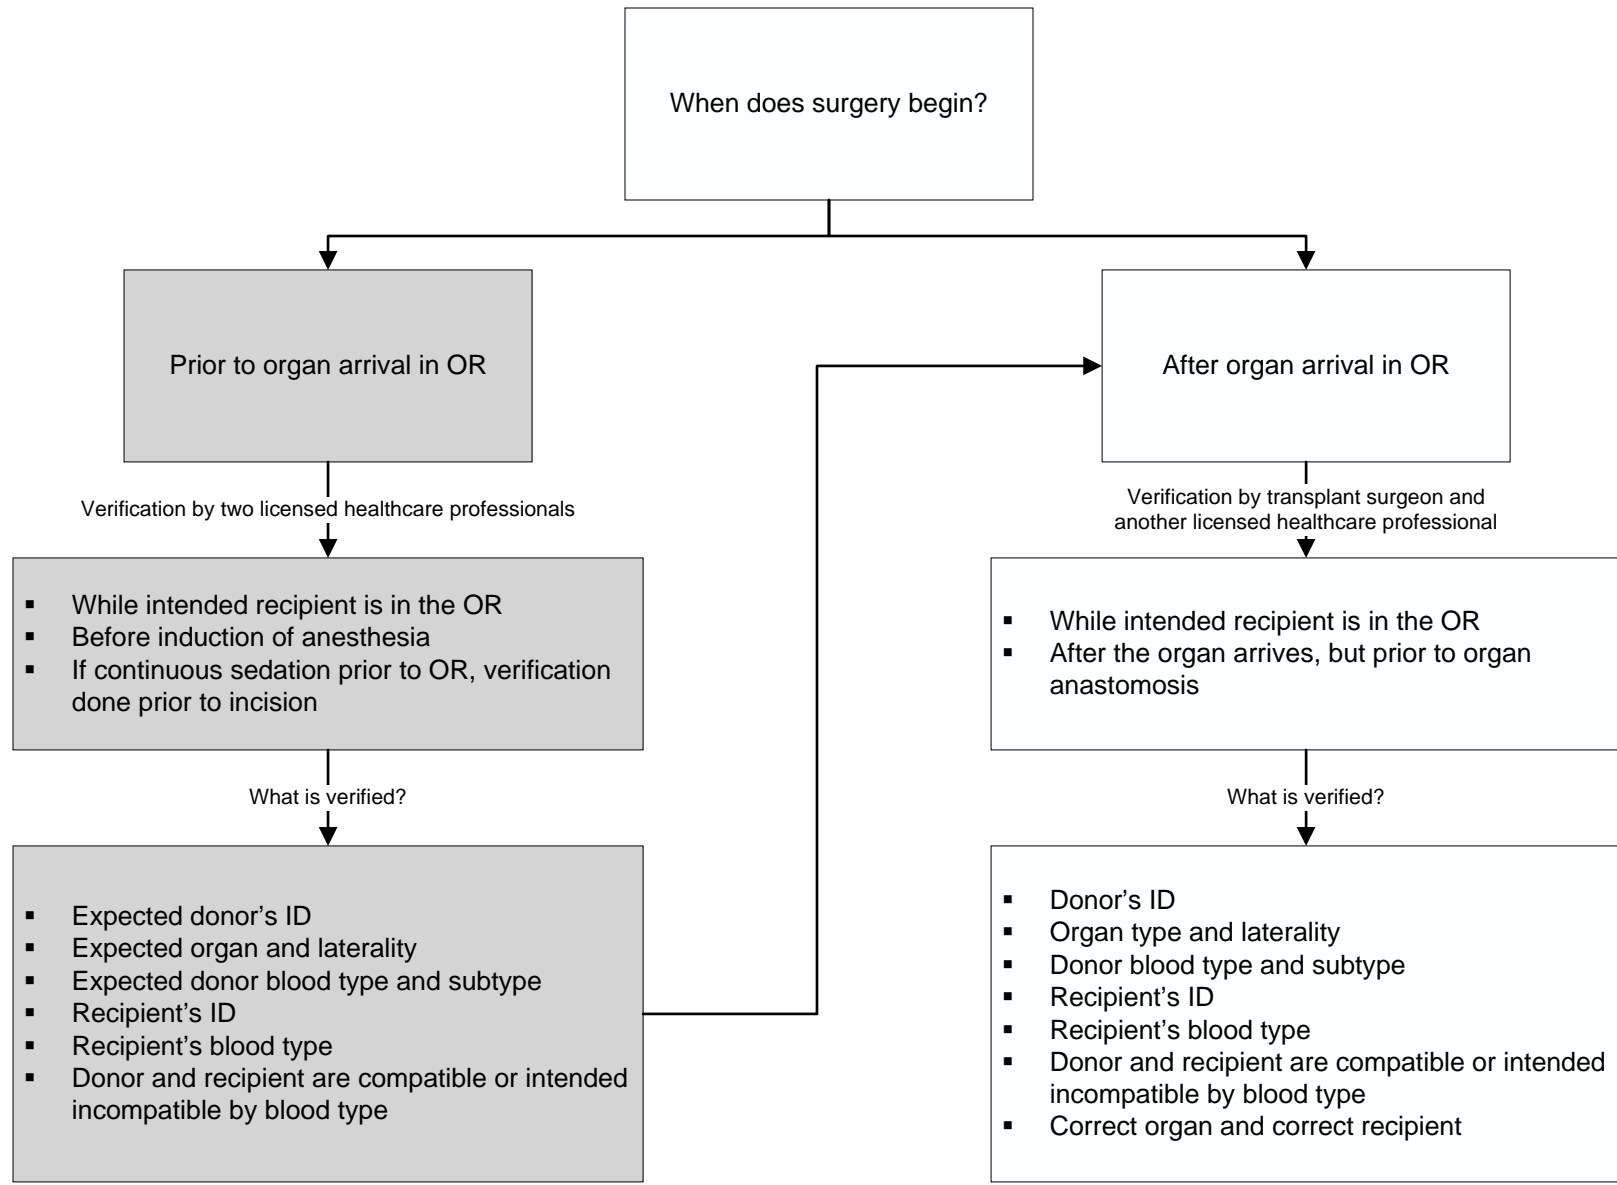 When does surgery begin?
Prior to organ arrival in OR
After organ arrival in OR
Verification by two licensed healthcare professionals
Verification by transplant surgeon and
another licensed healthcare professional
▪ While intended recipient is in the OR
▪ Before induction of anesthesia
▪ If continuous sedation prior to OR, verification
done prior to incision
▪ While intended recipient is in the OR
▪ After the organ arrives, but prior to organ
anastomosis
What is verified?
What is verified?
▪ Expected donor’s ID
▪ Expected organ and laterality
▪ Expected donor blood type and subtype
▪ Recipient’s ID
▪ Recipient’s blood type
▪ Donor and recipient are compatible or intended
incompatible by blood type
▪ Donor’s ID
▪ Organ type and laterality
▪ Donor blood type and subtype
▪ Recipient’s ID
▪ Recipient’s blood type
▪ Donor and recipient are compatible or intended
incompatible by blood type
▪ Correct organ and correct recipient